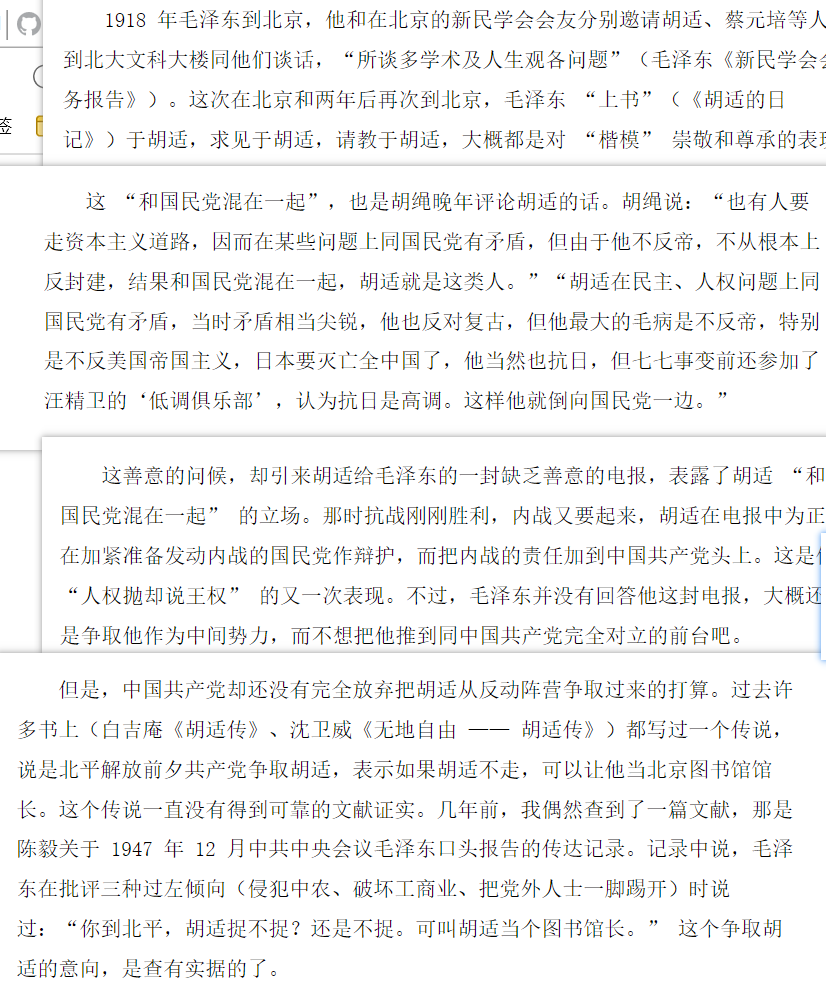 1918 年毛泽东到北京，他和在北京的新民学会会友分别邀请胡适、蔡元培等人
到北大文科大楼同他们谈话，“所谈多学术及人生观各问题”（毛泽东《新民学会会
务报告》）。这次在北京和两年后再次到北京，毛泽东 “上书”（《胡适的日
签
记》）于胡适，求见于胡适，请教于胡适，大概都是对 “楷模” 崇敬和尊承的表现
这 “和国民党混在一起”，也是胡绳晚年评论胡适的话。胡绳说：“也有人要
走资本主义道路，因而在某些问题上同国民党有矛盾，但由于他不反帝，不从根本上
反封建，结果和国民党混在一起，胡适就是这类人。”“胡适在民主、人权问题上同
国民党有矛盾，当时矛盾相当尖锐，他也反对复古，但他最大的毛病是不反帝，特别
是不反美国帝国主义，日本要灭亡全中国了，他当然也抗日，但七七事变前还参加了
汪精卫的‘低调俱乐部’，认为抗日是高调。这样他就倒向国民党一边。”
这善意的问候，却引来胡适给毛泽东的一封缺乏善意的电报，表露了胡适 “和
国民党混在一起” 的立场。那时抗战刚刚胜利，内战又要起来，胡适在电报中为正
在加紧准备发动内战的国民党作辩护，而把内战的责任加到中国共产党头上。这是他
“人权抛却说王权” 的又一次表现。不过，毛泽东并没有回答他这封电报，大概还
是争取他作为中间势力，而不想把他推到同中国共产党完全对立的前台吧。
但是，中国共产党却还没有完全放弃把胡适从反动阵营争取过来的打算。过去许
多书上（白吉庵《胡适传》、沈卫威《无地自由 —— 胡适传》）都写过一个传说，
说是北平解放前夕共产党争取胡适，表示如果胡适不走，可以让他当北京图书馆馆
长。这个传说一直没有得到可靠的文献证实。几年前，我偶然查到了一篇文献，那是
陈毅关于 1947 年 12 月中共中央会议毛泽东口头报告的传达记录。记录中说，毛泽
东在批评三种过左倾向（侵犯中农、破坏工商业、把党外人士一脚踢开）时说
过：“你到北平，胡适捉不捉？还是不捉。可叫胡适当个图书馆长。” 这个争取胡
适的意向，是查有实据的了。